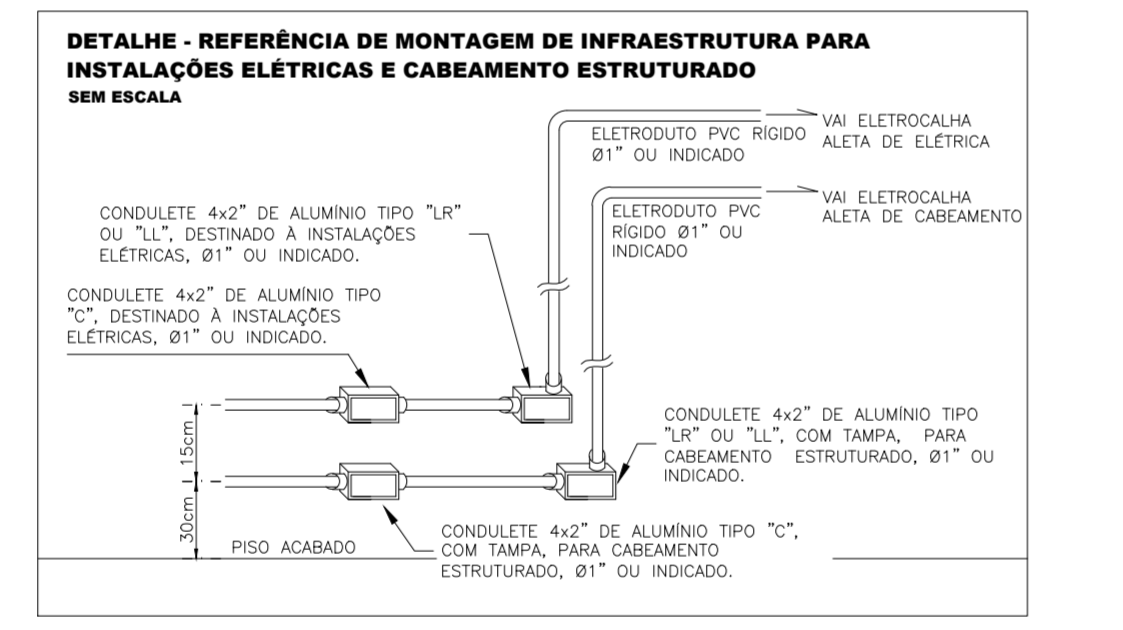 DETALHE - REFERÊNCIA DE MONTAGEM DE INFRAESTRUTURA PARA
INSTALAÇÕES ELÉTRICAS E CABEAMENTO ESTRUTURADO
SEM ESCALA
ELETRODUTO PVC RÍGIDO
Ø1" OU INDICADO
VAI ELETROCALHA
ALETA DE ELÉTRICA
ELETRODUTO PVC
RÍGIDO Ø1" OU
INDICADO
VAI ELETROCALHA
ALETA DE CABEAMENTO
CONDULETE 4x2" DE ALUMÍNIO TIPO "LR"
OU "LL", DESTINADO À INSTALAÇÕES
ELÉTRICAS, Ø1" OU INDICADO.
CONDULETE 4x2" DE ALUMÍNIO TIPO
"C", DESTINADO À INSTALAÇÕES
ELÉTRICAS, Ø1" OU INDICADO.
CONDULETE 4x2" DE ALUMÍNIO TIPO
"LR" OU "LL", COM TAMPA, PARA
CABEAMENTO ESTRUTURADO, Ø1" OU
INDICADO.
15cm
30cm
PISO ACABADO
CONDULETE 4x2" DE ALUMÍNIO TIPO "C",
COM TAMPA, PARA CABEAMENTO
ESTRUTURADO, Ø1" OU INDICADO.